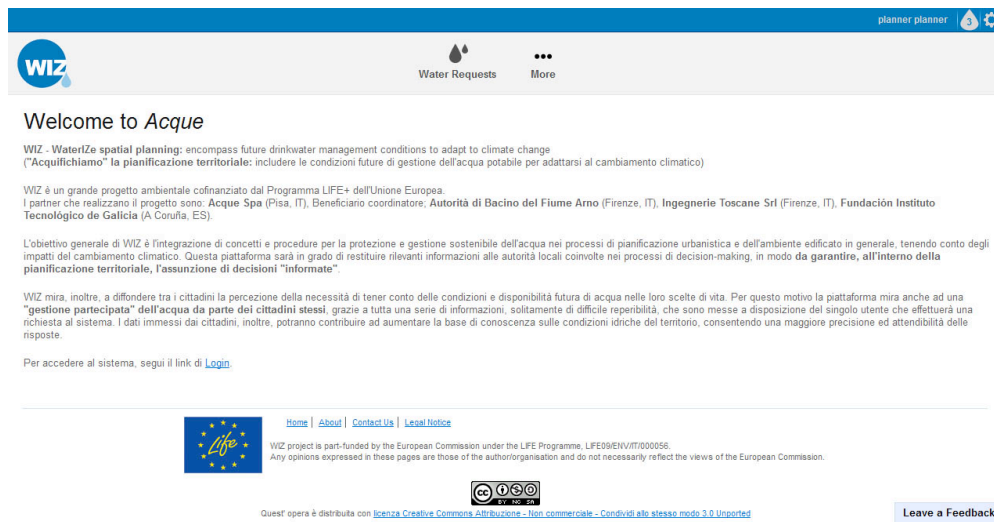 planner planner 3
WIZ
Water Requests More
Welcome to Acque
WIZ - WaterIZe spatial planning: encompass future drinkwater management conditions to adapt to climate change
("Acquifichiamo" la pianificazione territoriale: includere le condizioni future di gestione dell'acqua potabile per adattarsi al cambiamento climatico)
WIZ è un grande progetto ambientale cofinanziato dal Programma LIFE+ dell'Unione Europea.
I partner che realizzano il progetto sono: Acque Spa (Pisa, IT), Beneficiario coordinatore; Autorità di Bacino del Fiume Arno (Firenze, IT), Ingegnerie Toscane Srl (Firenze, IT), Fundación Instituto
Tecnológico de Galicia (A Coruña, ES).
L'obiettivo generale di WIZ è l'integrazione di concetti e procedure per la protezione e gestione sostenibile dell'acqua nei processi di pianificazione urbanistica e dell'ambiente edificato in generale, tenendo conto degli
impatti del cambiamento climatico. Questa piattaforma sarà in grado di restituire rilevanti informazioni alle autorità locali coinvolte nei processi di decision-making, in modo da garantire, all'interno della
pianificazione territoriale, l'assunzione di decisioni "informate".
WIZ mira, inoltre, a diffondere tra i cittadini la percezione della necessità di tener conto delle condizioni e disponibilità futura di acqua nelle loro scelte di vita. Per questo motivo la piattaforma mira anche ad una
"gestione partecipata" dell'acqua da parte dei cittadini stessi, grazie a tutta una serie di informazioni, solitamente di difficile reperibilità, che sono messe a disposizione del singolo utente che effettuerà una
richiesta al sistema. I dati immessi dai cittadini, inoltre, potranno contribuire ad aumentare la base di conoscenza sulle condizioni idriche del territorio, consentendo una maggiore precisione ed attendibilità delle
risposte.
Per accedere al sistema, segui il link di Login.
Home | About | Contact Us | Legal Notice
Life
WIZ project is part-funded by the European Commission under the LIFE Programme, LIFE09/ENV/IT/000056.
Any opinions expressed in these pages are those of the author/organisation and do not necessarily reflect the views of the European Commission.
cc BY NC SA
Quest' opera è distribuita con licenza Creative Commons Attribuzione - Non commerciale - Condividi allo stesso modo 3.0 Unported
Leave a Feedback